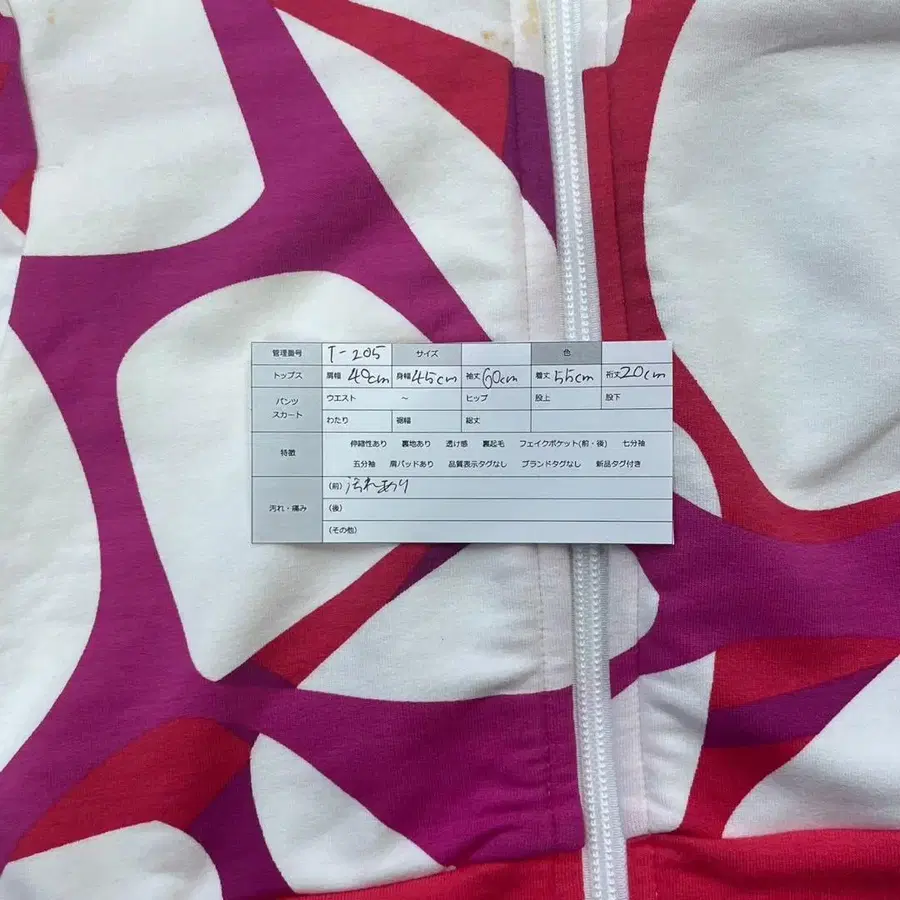 管理番号 T-205 サイズ 色
トップス 肩幅 40cm 身幅 45cm 袖丈 60cm 着丈 55cm 裄丈 20cm
パンツ スカート ウエスト ～ ヒップ 股上 股下
わたり 裾幅 総丈
特徴 伸縮性あり 裏地あり 透け感 裏起毛 フェイクポケット(前・後) 七分袖
五分袖 肩パッドあり 品質表示タグなし ブランドタグなし 新品タグ付き
汚れ・痛み (前) 汚れあり
(後)
(その他)